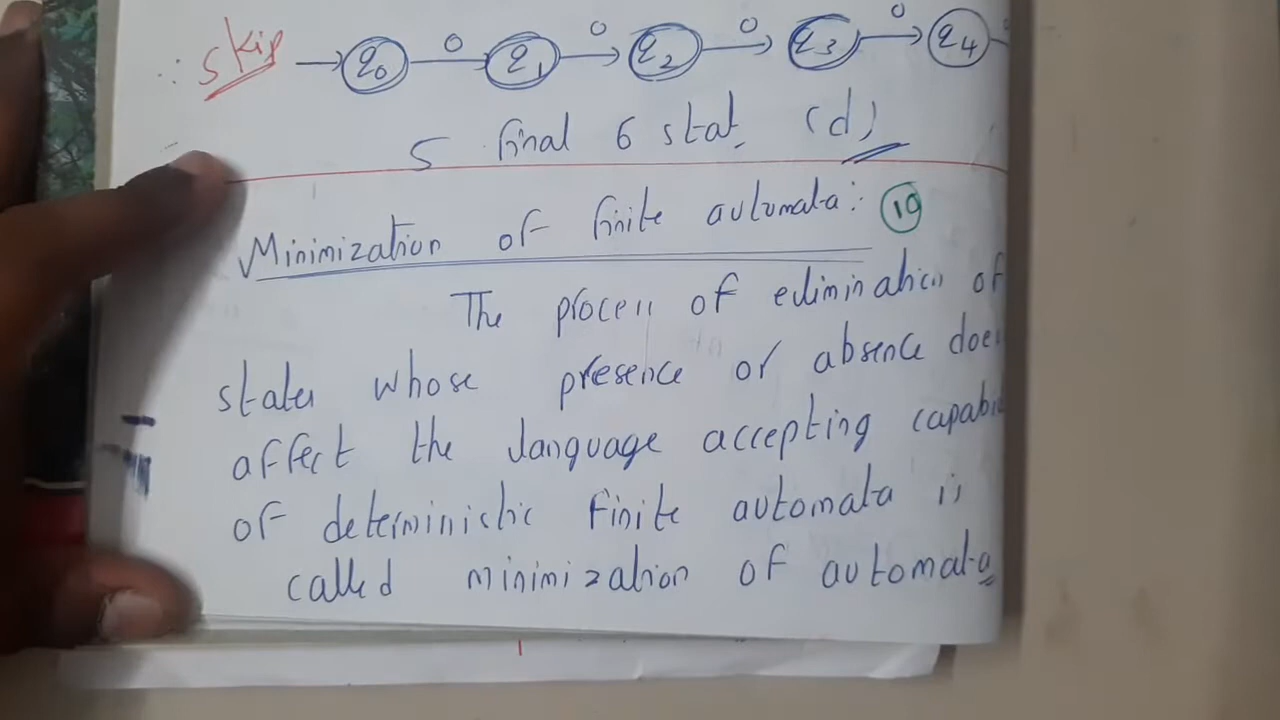 ∴ skip → q0 0 q1 0 → q2 0 → q3 0 → q4
5 final 6 stat, (d)
Minimization of finite automata: 19
The process of elimination of
states whose presence or absence does
affect the language accepting capabi
of deterministic finite automata is
called minimization of automata